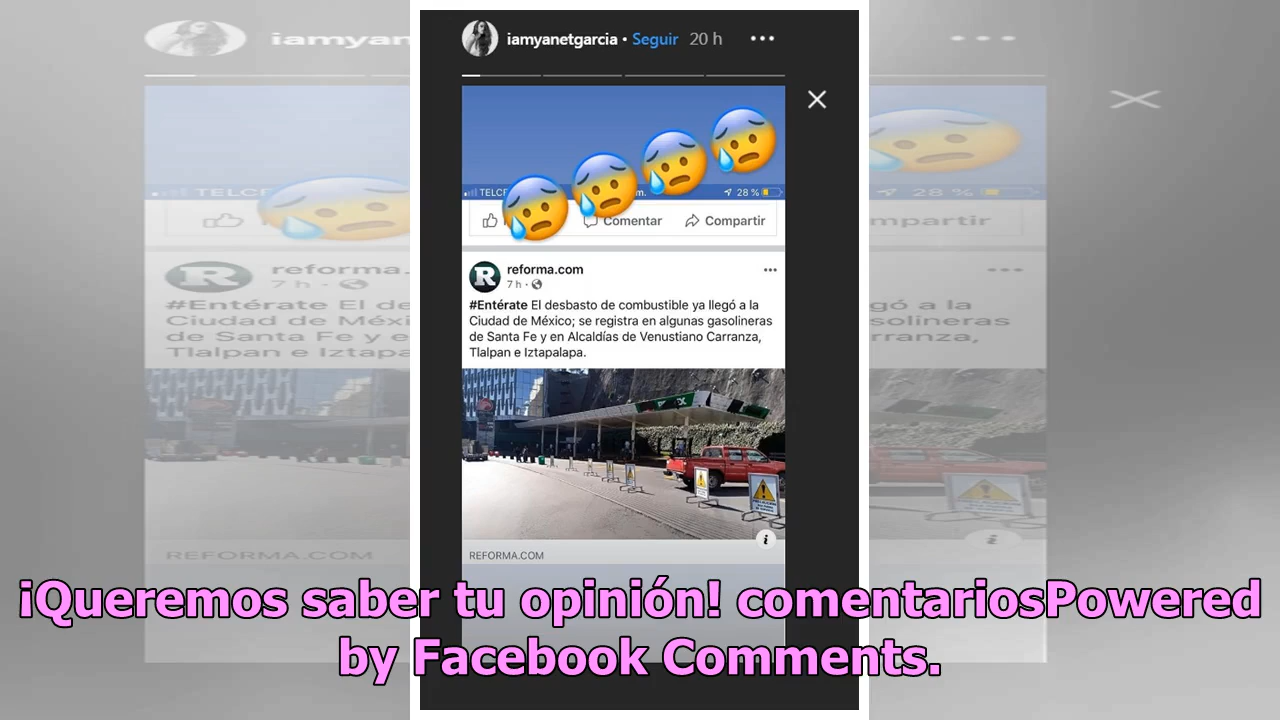 iamyanetgarcia • Seguir 20 h
TELC
m.
28 %
Comentar
Compartir
R
reforma.com
7 h
#Entérate El desbasto de combustible ya llegó a la
Ciudad de México; se registra en algunas gasolineras
de Santa Fe y en Alcaldías de Venustiano Carranza,
Tlalpan e Iztapalapa.
REFORMA.COM
¡Queremos saber tu opinión! comentariosPowered
by Facebook Comments.